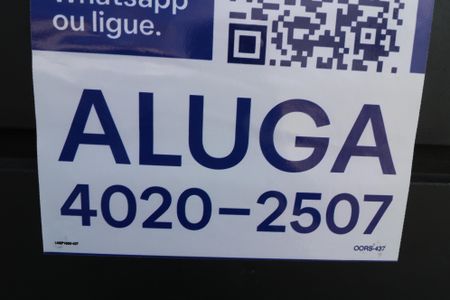 Whatsapp
ou ligue.
ALUGA
4020-2507
OORS-437